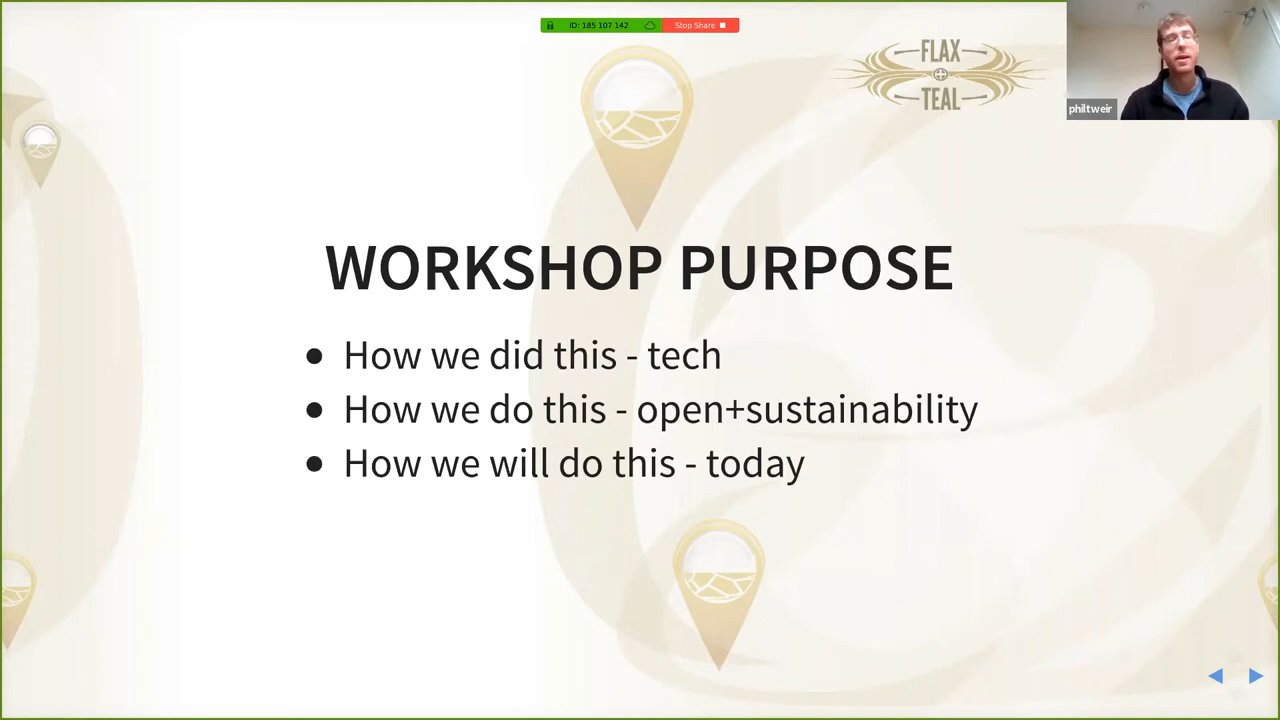 ID: 185 107 142
Stop Share
FLAX
TEAL
philtweir
WORKSHOP PURPOSE
● How we did this - tech
● How we do this - open+sustainability
● How we will do this - today